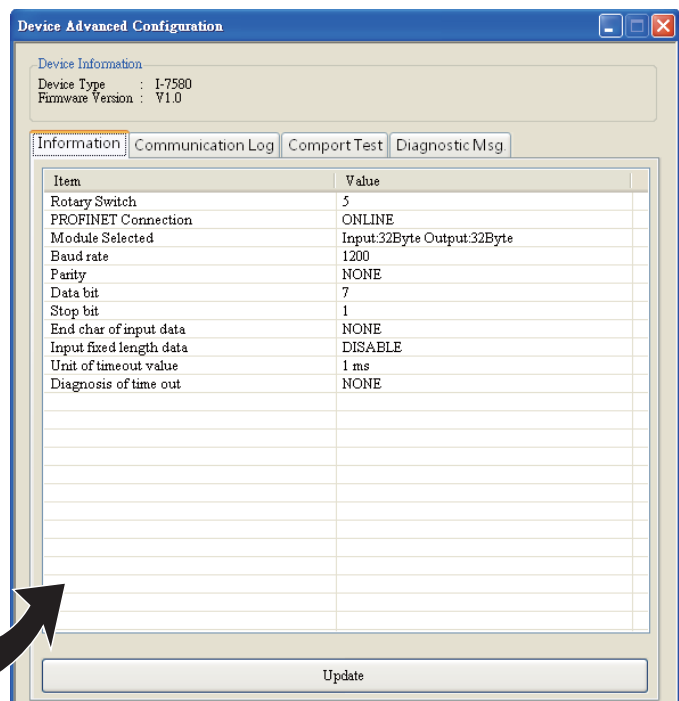 Device Advanced Configuration
Device Information
Device Type : I-7580
Firmware Version : V1.0
Information Communication Log Comport Test Diagnostic Msg.
Item Value
Rotary Switch 5
PROFINET Connection ONLINE
Module Selected Input:32Byte Output:32Byte
Baud rate 1200
Parity NONE
Data bit 7
Stop bit 1
End char of input data NONE
Input fixed length data DISABLE
Unit of timeout value 1 ms
Diagnosis of time out NONE
Update